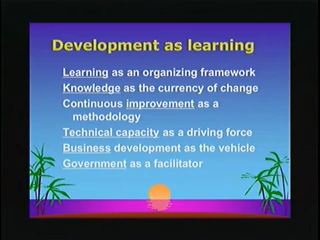 Development as learning
Learning as an organizing framework
Knowledge as the currency of change
Continuous improvement as a
methodology
Technical capacity as a driving force
Business development as the vehicle
Government as a facilitator